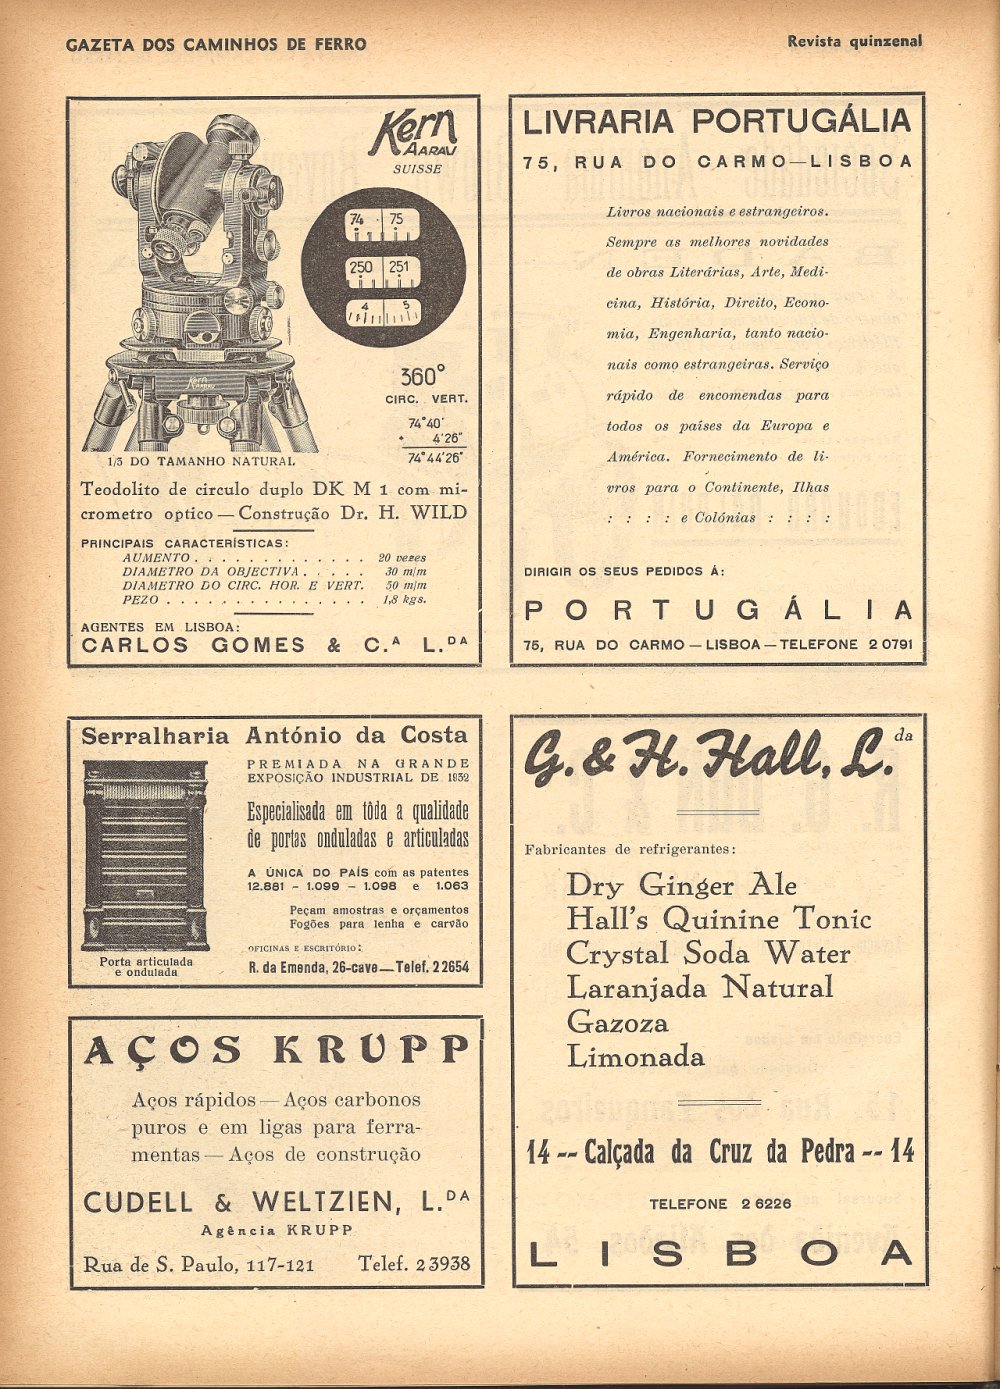 GAZETA DOS CAMINHOS DE FERRO
Revista quinzenal
Kern
AARAU
SUISSE
74 75
250 251
4 5
360°
CIRC. VERT.
74°40'
+ 4'26"
74°44'26"
Kern
AARAU
1/3 DO TAMANHO NATURAL
Teodolito de circulo duplo DK M 1 com mi-
crometro optico — Construção Dr. H. WILD
PRINCIPAIS CARACTERÍSTICAS:
AUMENTO . . . . . . . . . . . . . 20 vezes
DIAMETRO DA OBJECTIVA . . . . . 30 m/m
DIAMETRO DO CIRC. HOR. E VERT. 50 m/m
PEZO . . . . . . . . . . . . . . . 1,8 kgs.
AGENTES EM LISBOA:
CARLOS GOMES & C.A L.DA
LIVRARIA PORTUGÁLIA
75, RUA DO CARMO—LISBOA
Livros nacionais e estrangeiros.
Sempre as melhores novidades
de obras Literárias, Arte, Medi-
cina, História, Direito, Econo-
mia, Engenharia, tanto nacio-
nais como estrangeiras. Serviço
rápido de encomendas para
todos os países da Europa e
América. Fornecimento de li-
vros para o Continente, Ilhas
: : : : e Colónias : : : :
DIRIGIR OS SEUS PEDIDOS Á:
PORTUGÁLIA
75, RUA DO CARMO — LISBOA — TELEFONE 2 0791
Serralharia António da Costa
PREMIADA NA GRANDE
EXPOSIÇÃO INDUSTRIAL DE 1932
Especialisada em tôda a qualidade
de portas onduladas e articuladas
A ÚNICA DO PAÍS com as patentes
12.881 - 1.099 - 1.098 e 1.063
Peçam amostras e orçamentos
Fogões para lenha e carvão
OFICINAS E ESCRITÓRIO:
R. da Emenda, 26-cave — Telef. 2 2654
Porta articulada
e ondulada
AÇOS KRUPP
Aços rápidos — Aços carbonos
puros e em ligas para ferra-
mentas — Aços de construção
CUDELL & WELTZIEN, L.DA
Agência KRUPP
Rua de S. Paulo, 117-121 Telef. 2 3938
G. & H. Hall, L.da
Fabricantes de refrigerantes:
Dry Ginger Ale
Hall's Quinine Tonic
Crystal Soda Water
Laranjada Natural
Gazoza
Limonada
14 -- Calçada da Cruz da Pedra -- 14
TELEFONE 2 6226
LISBOA